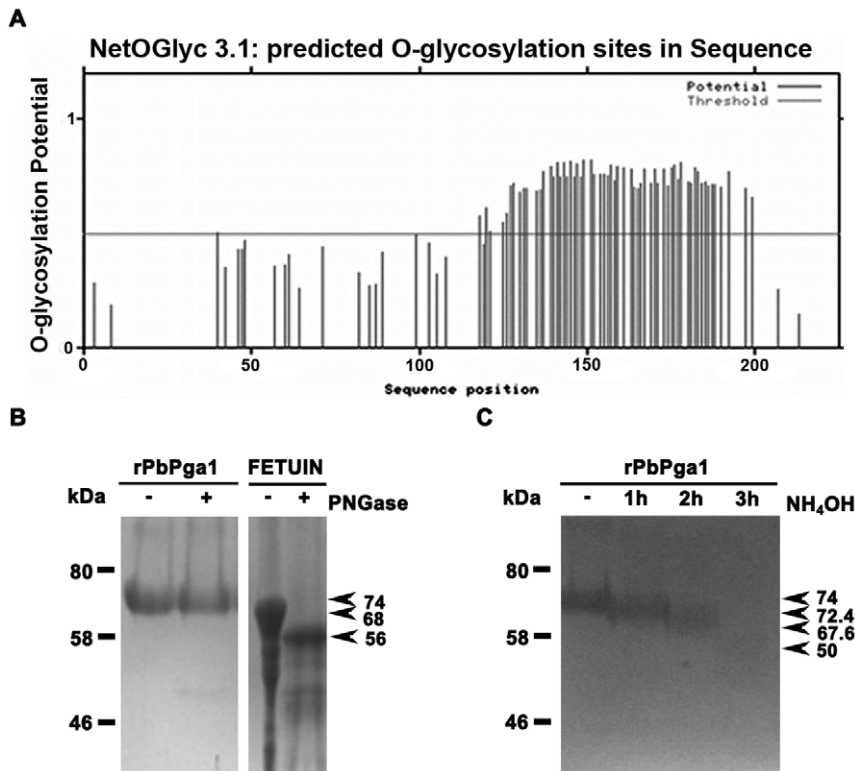 A
NetOGlyc 3.1: predicted O-glycosylation sites in Sequence
Potential
Threshold
O-glycosylation Potential
1
0
0 50 100 150 200
Sequence position
B
rPbPga1 FETUIN
kDa - + - + PNGase
80
58
46
74
68
56
C
rPbPga1
kDa - 1h 2h 3h NH₄OH
80
58
46
74
72.4
67.6
50